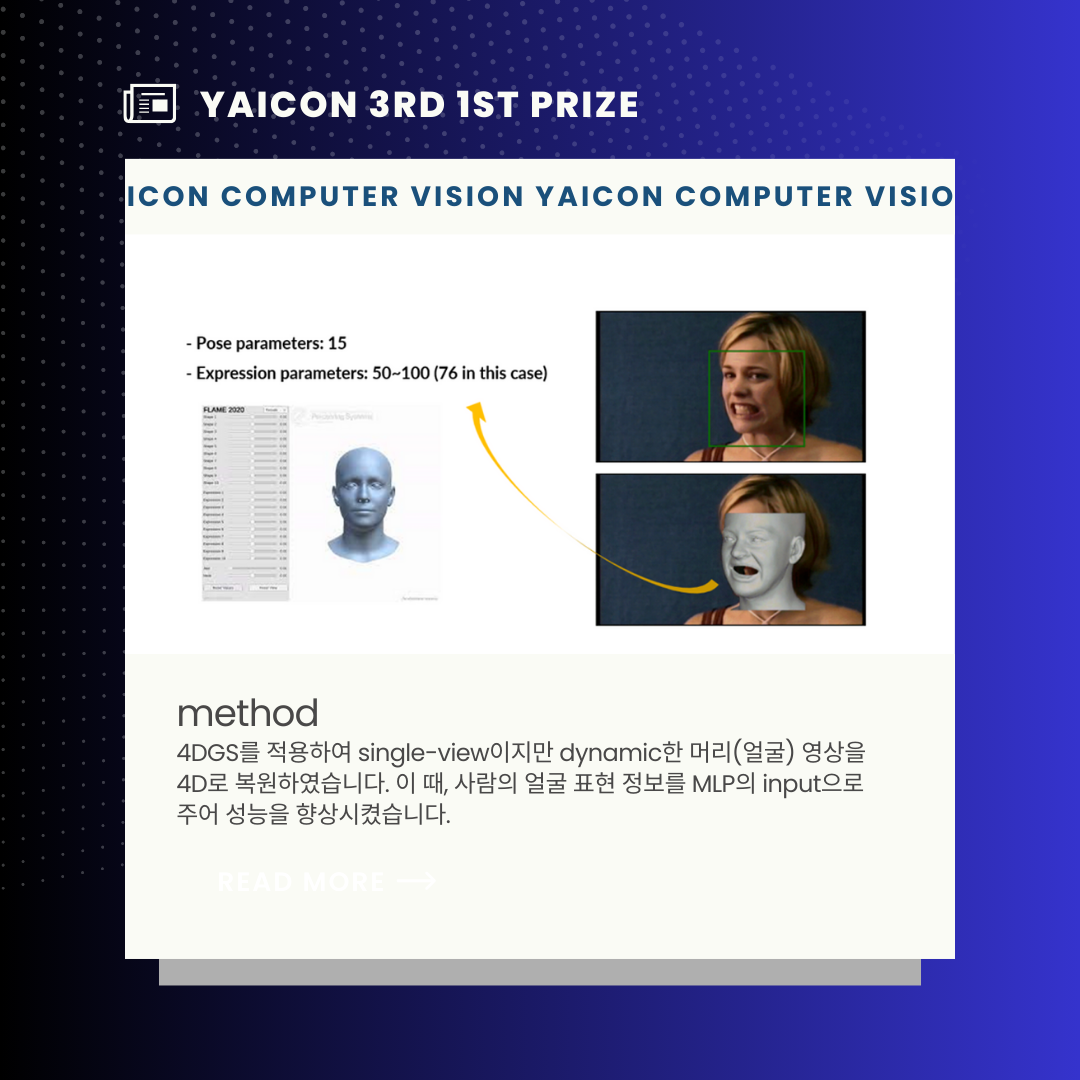 YAICON 3RD 1ST PRIZE
ICON COMPUTER VISION YAICON COMPUTER VISIO
- Pose parameters: 15
- Expression parameters: 50~100 (76 in this case)
FLAME 2020
Perceiving Systems
method
4DGS를 적용하여 single-view이지만 dynamic한 머리(얼굴) 영상을
4D로 복원하였습니다. 이 때, 사람의 얼굴 표현 정보를 MLP의 input으로
주어 성능을 향상시켰습니다.
READ MORE →